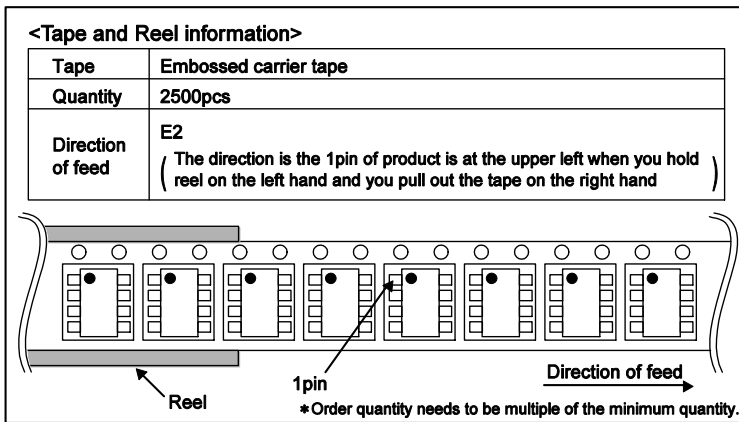 <Tape and Reel information>
Tape Embossed carrier tape
Quantity 2500pcs
Direction of feed E2
( The direction is the 1pin of product is at the upper left when you hold
reel on the left hand and you pull out the tape on the right hand )
1pin
Reel
Direction of feed
*Order quantity needs to be multiple of the minimum quantity.